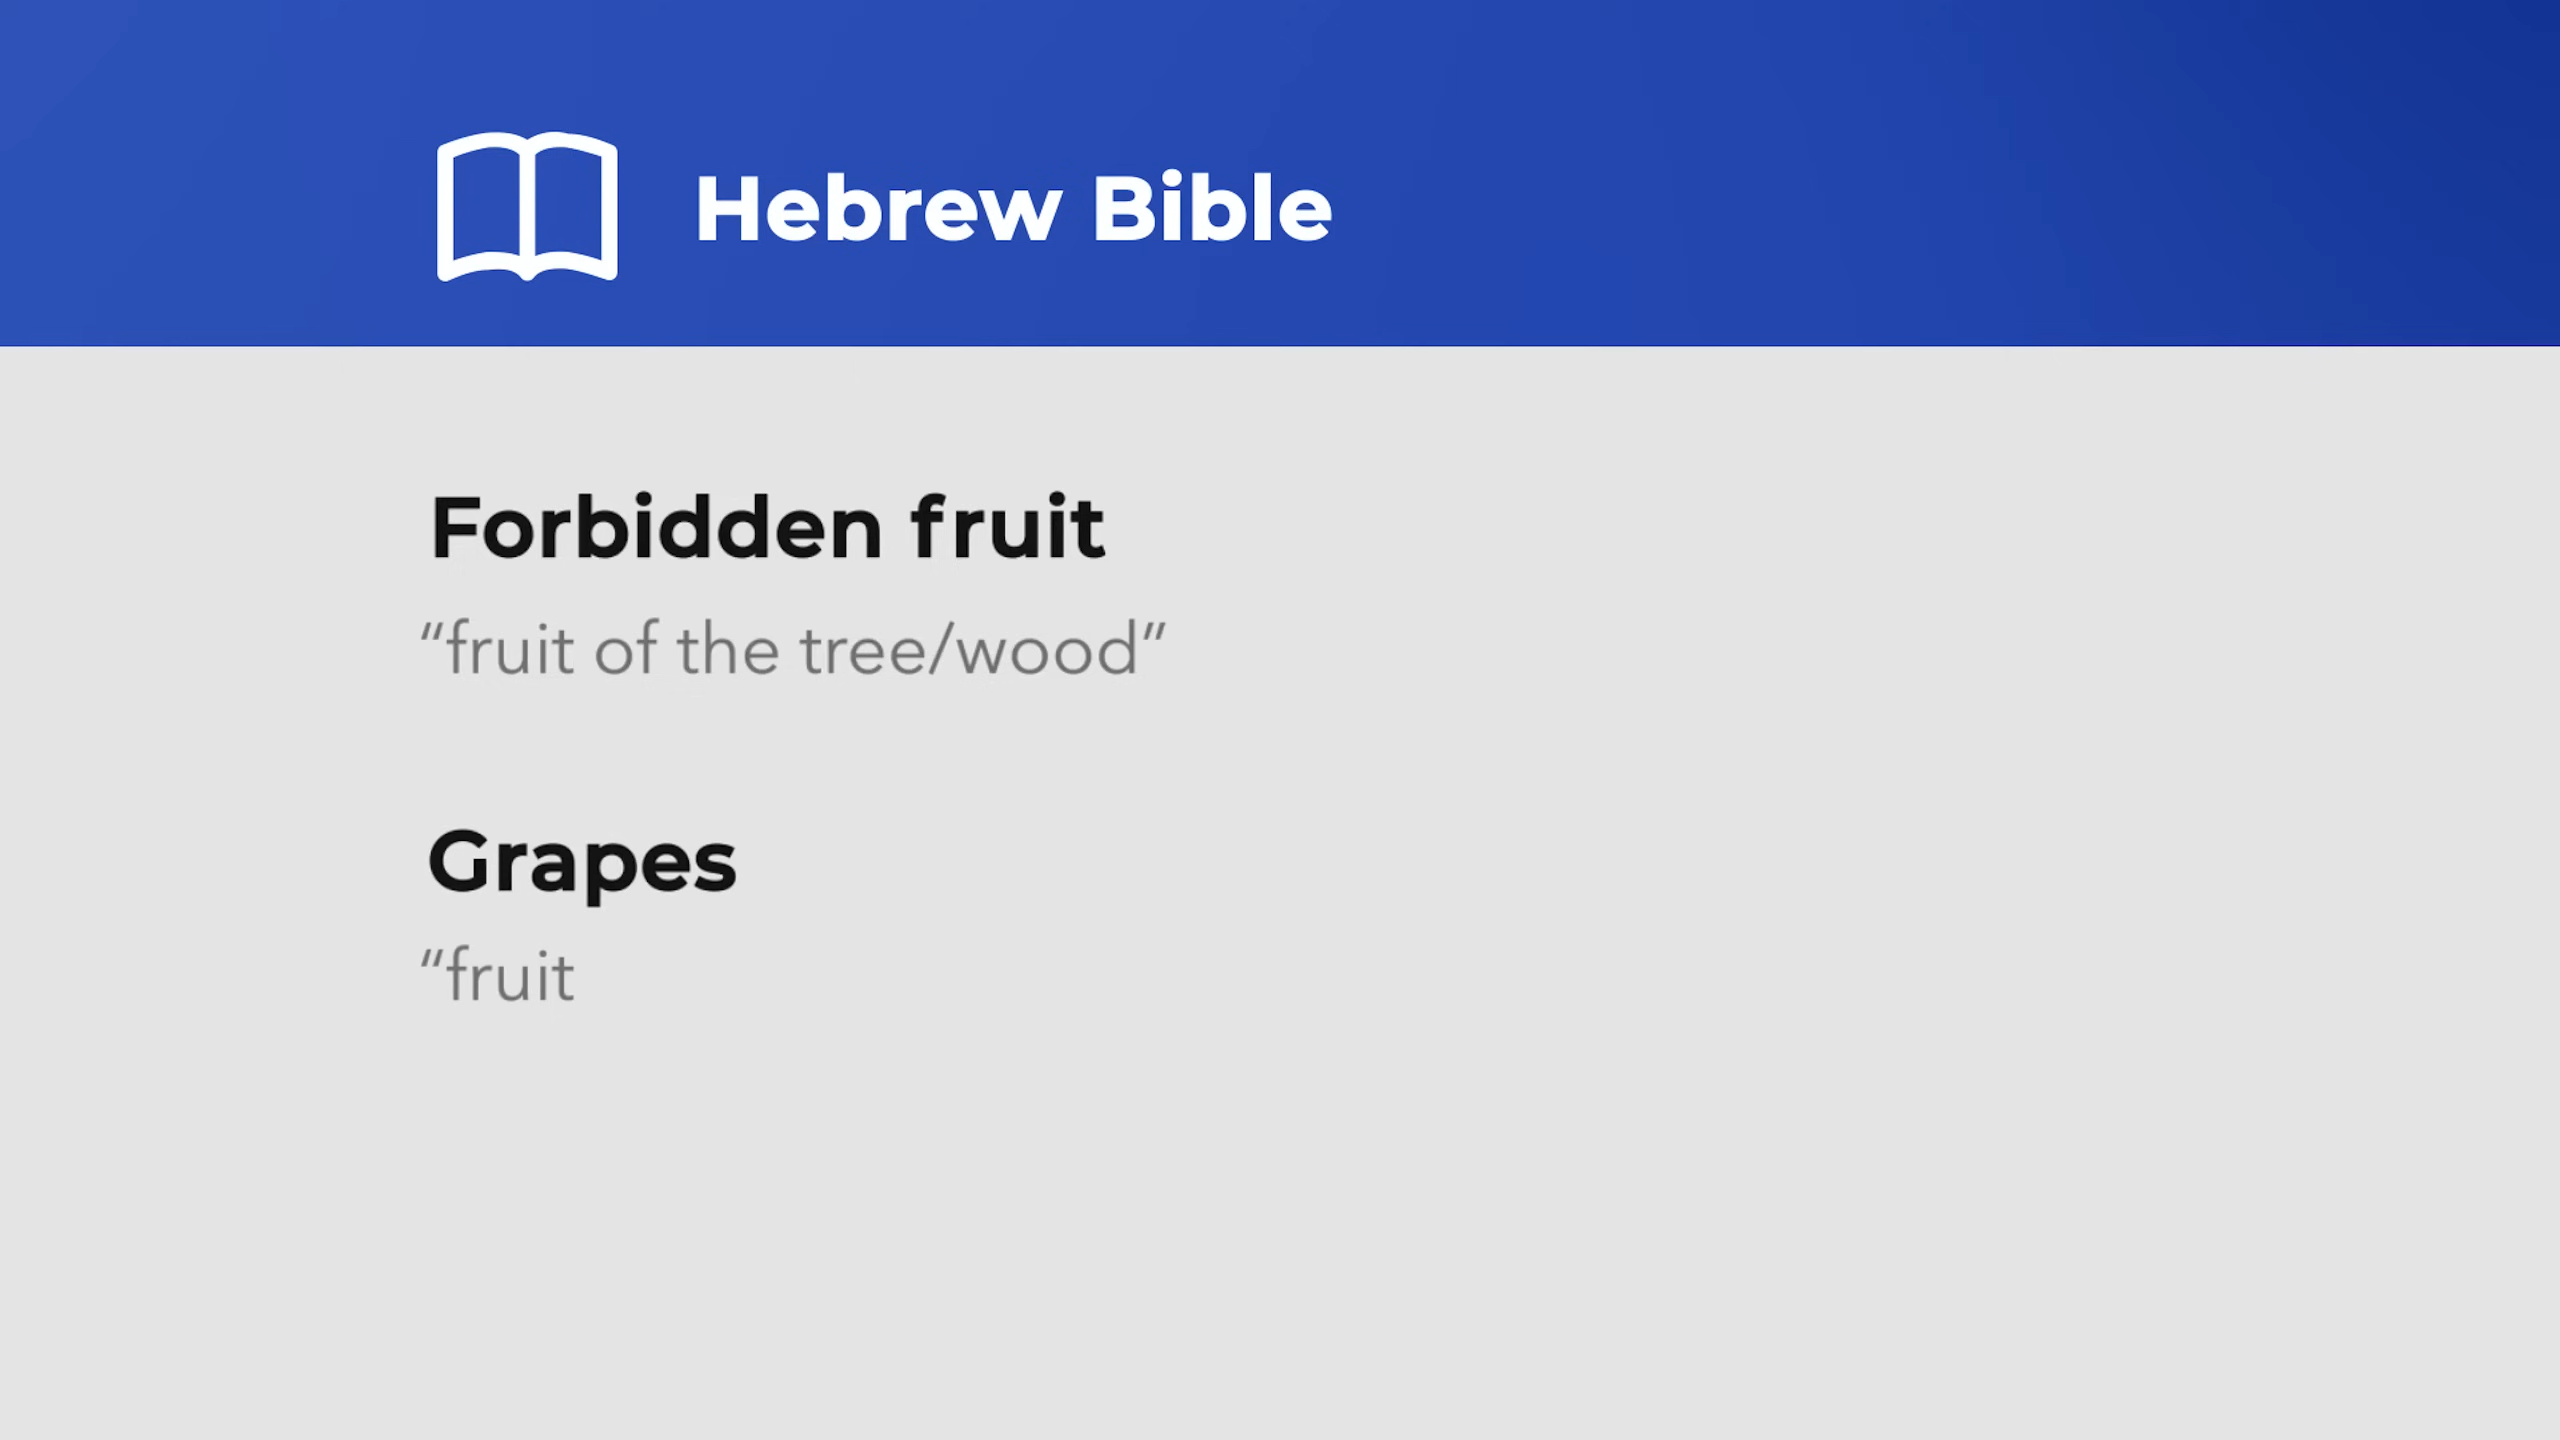 Hebrew Bible
Forbidden fruit
“fruit of the tree/wood”
Grapes
“fruit